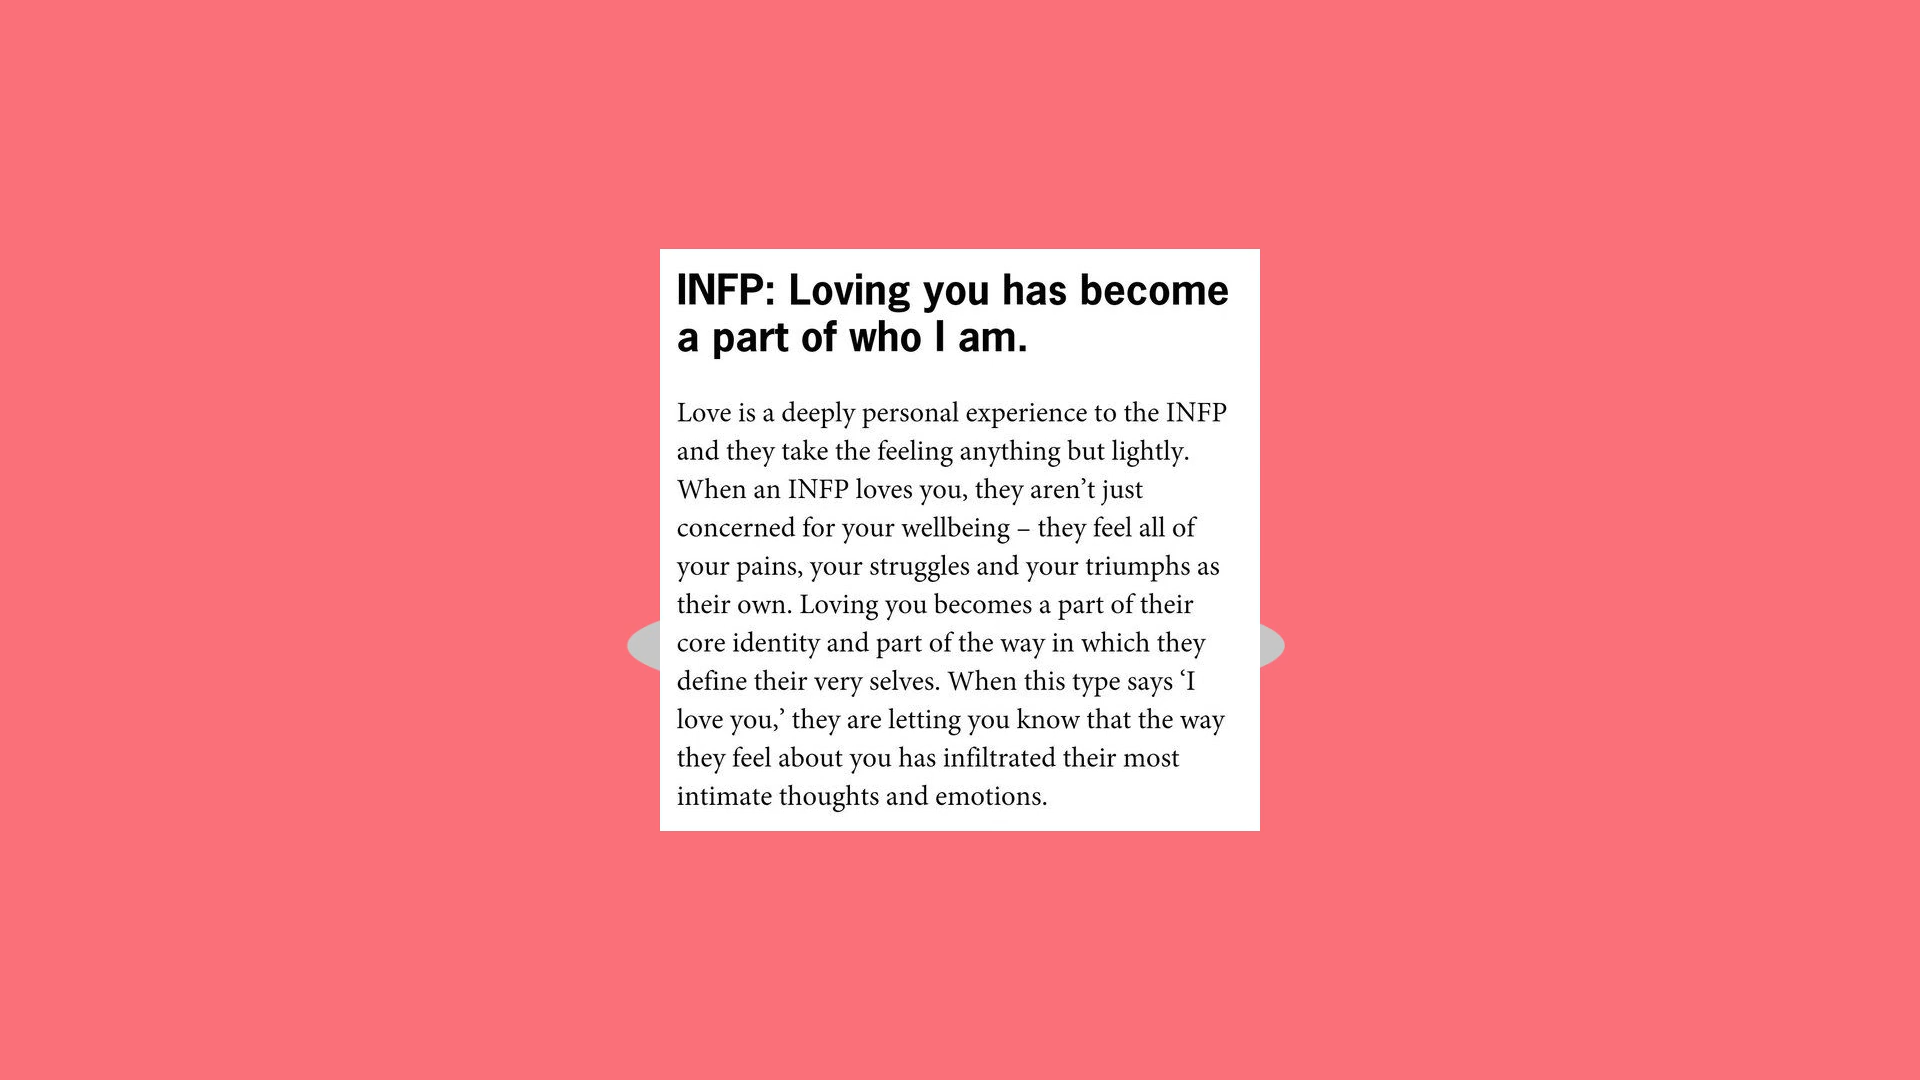 INFP: Loving you has become
a part of who I am.
Love is a deeply personal experience to the INFP
and they take the feeling anything but lightly.
When an INFP loves you, they aren’t just
concerned for your wellbeing – they feel all of
your pains, your struggles and your triumphs as
their own. Loving you becomes a part of their
core identity and part of the way in which they
define their very selves. When this type says ‘I
love you,’ they are letting you know that the way
they feel about you has infiltrated their most
intimate thoughts and emotions.